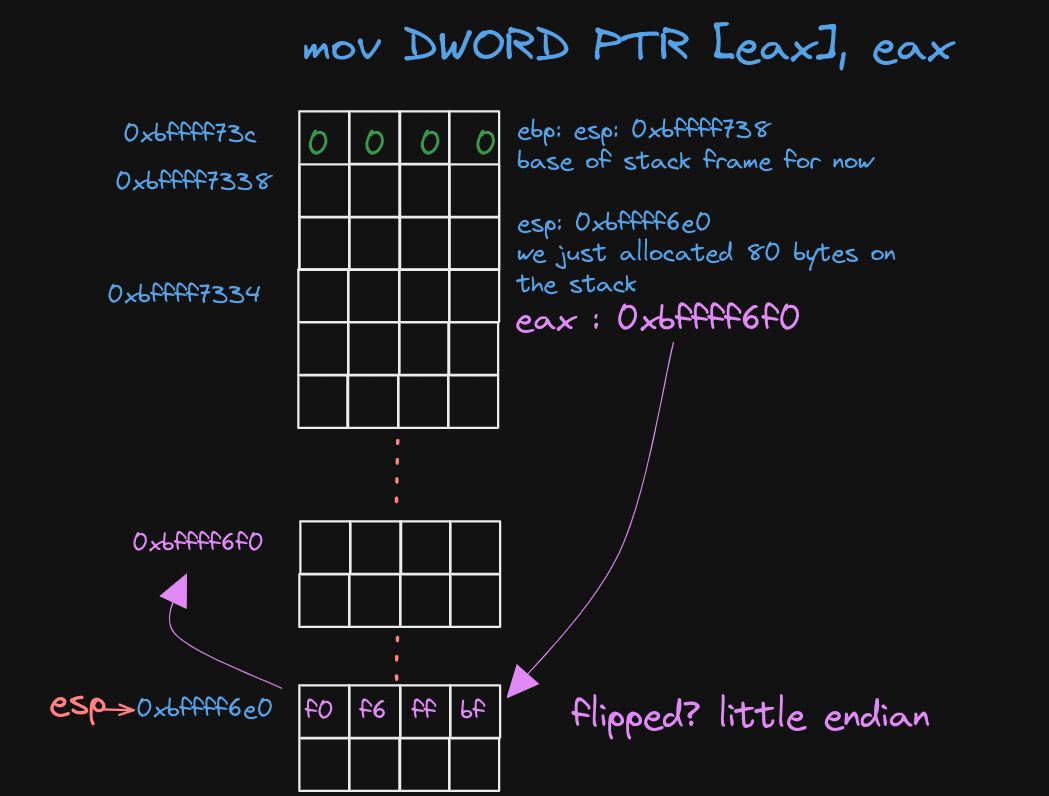 mov DWORD PTR [eax], eax
0xbffff73c
0 0 0 0
ebp: esp: 0xbffff738
base of stack frame for now
0xbffff7338
esp: 0xbffff6e0
we just allocated 80 bytes on
the stack
0xbffff7334
eax : 0xbffff6f0
0xbffff6f0
esp
0xbffff6e0
f0 f6 ff bf
flipped? little endian